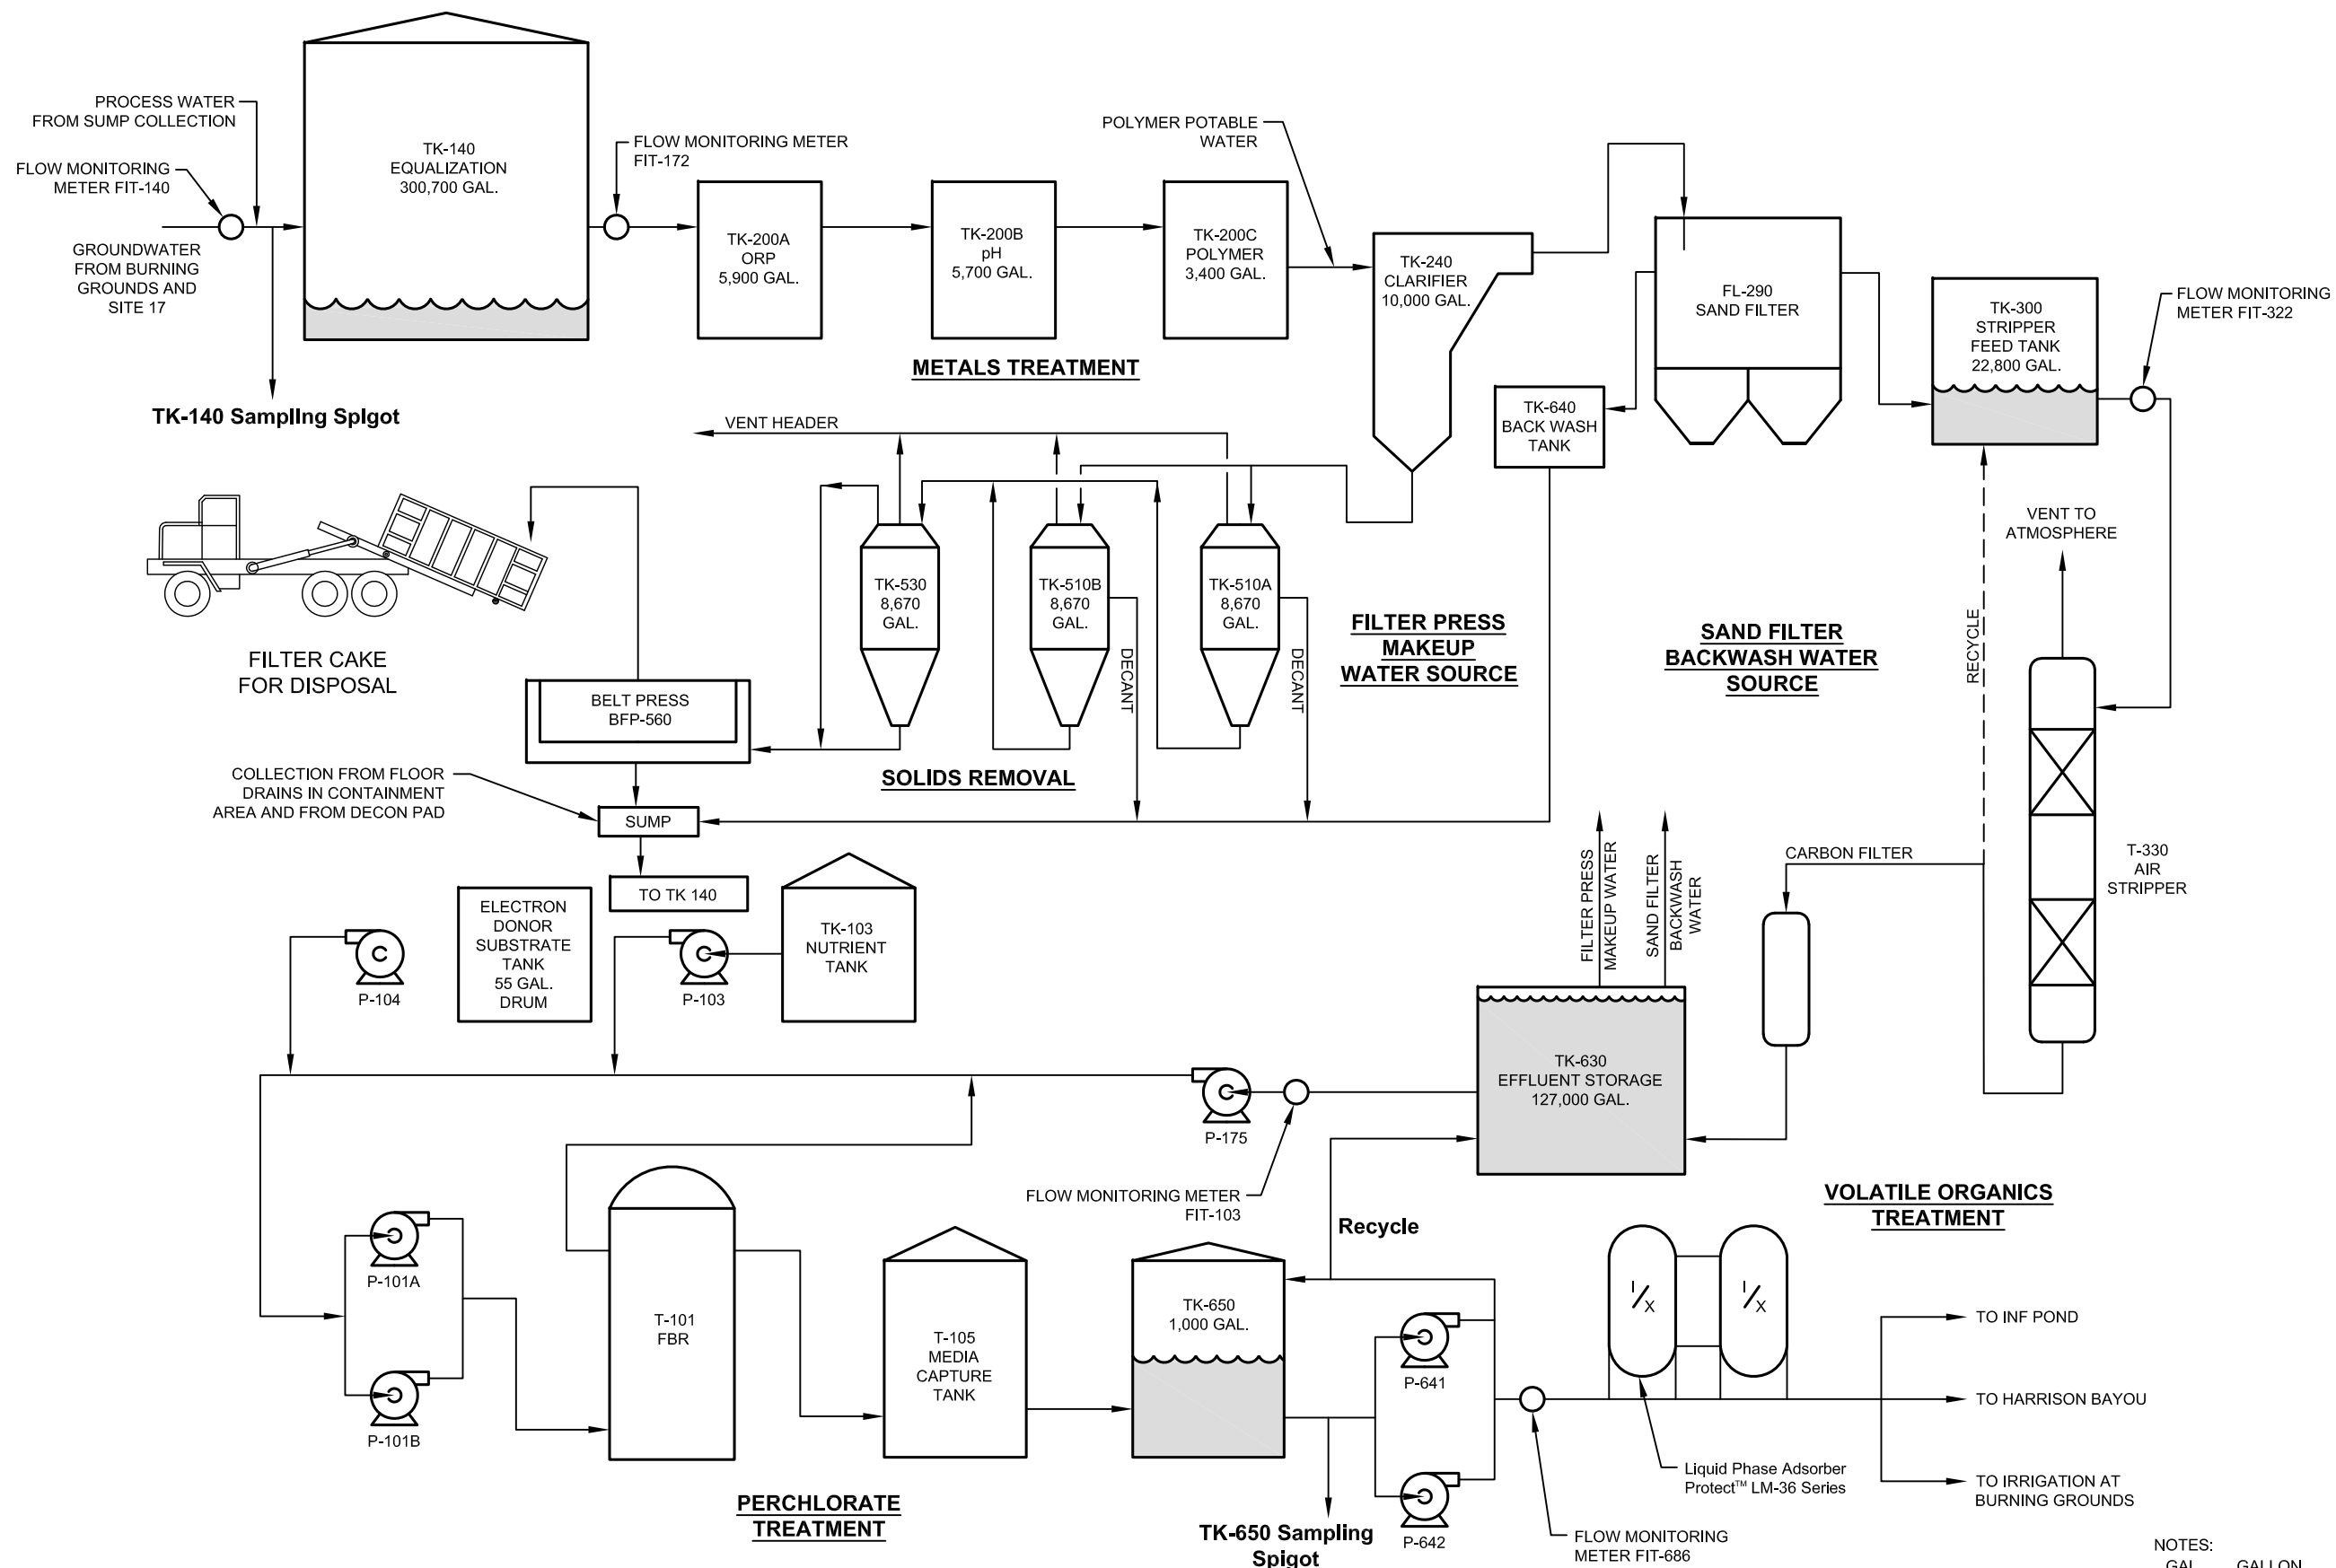 PROCESS WATER
FROM SUMP COLLECTION
FLOW MONITORING
METER FIT-140
GROUNDWATER
FROM BURNING
GROUNDS AND
SITE 17
TK-140 Sampling Spigot
TK-140
EQUALIZATION
300,700 GAL.
FLOW MONITORING METER
FIT-172
TK-200A
ORP
5,900 GAL.
TK-200B
pH
5,700 GAL.
TK-200C
POLYMER
3,400 GAL.
METALS TREATMENT
POLYMER POTABLE
WATER
TK-240
CLARIFIER
10,000 GAL.
FL-290
SAND FILTER
TK-640
BACK WASH
TANK
TK-300
STRIPPER
FEED TANK
22,800 GAL.
FLOW MONITORING
METER FIT-322
VENT HEADER
TK-530
8,670
GAL.
TK-510B
8,670
GAL.
TK-510A
8,670
GAL.
DECANT
DECANT
FILTER PRESS
MAKEUP
WATER SOURCE
SAND FILTER
BACKWASH WATER
SOURCE
VENT TO
ATMOSPHERE
RECYCLE
FILTER CAKE
FOR DISPOSAL
BELT PRESS
BFP-560
SOLIDS REMOVAL
COLLECTION FROM FLOOR
DRAINS IN CONTAINMENT
AREA AND FROM DECON PAD
SUMP
TO TK 140
CARBON FILTER
T-330
AIR
STRIPPER
FILTER PRESS
MAKEUP WATER
SAND FILTER
BACKWASH
WATER
P-104
ELECTRON
DONOR
SUBSTRATE
TANK
55 GAL.
DRUM
P-103
TK-103
NUTRIENT
TANK
TK-630
EFFLUENT STORAGE
127,000 GAL.
P-175
FLOW MONITORING METER
FIT-103
Recycle
VOLATILE ORGANICS
TREATMENT
P-101A
P-101B
T-101
FBR
T-105
MEDIA
CAPTURE
TANK
TK-650
1,000 GAL.
P-641
P-642
I/X
I/X
TO INF POND
TO HARRISON BAYOU
TO IRRIGATION AT
BURNING GROUNDS
Liquid Phase Adsorber
Protect™ LM-36 Series
PERCHLORATE
TREATMENT
TK-650 Sampling
Spigot
FLOW MONITORING
METER FIT-686
NOTES:
GAL. GALLON